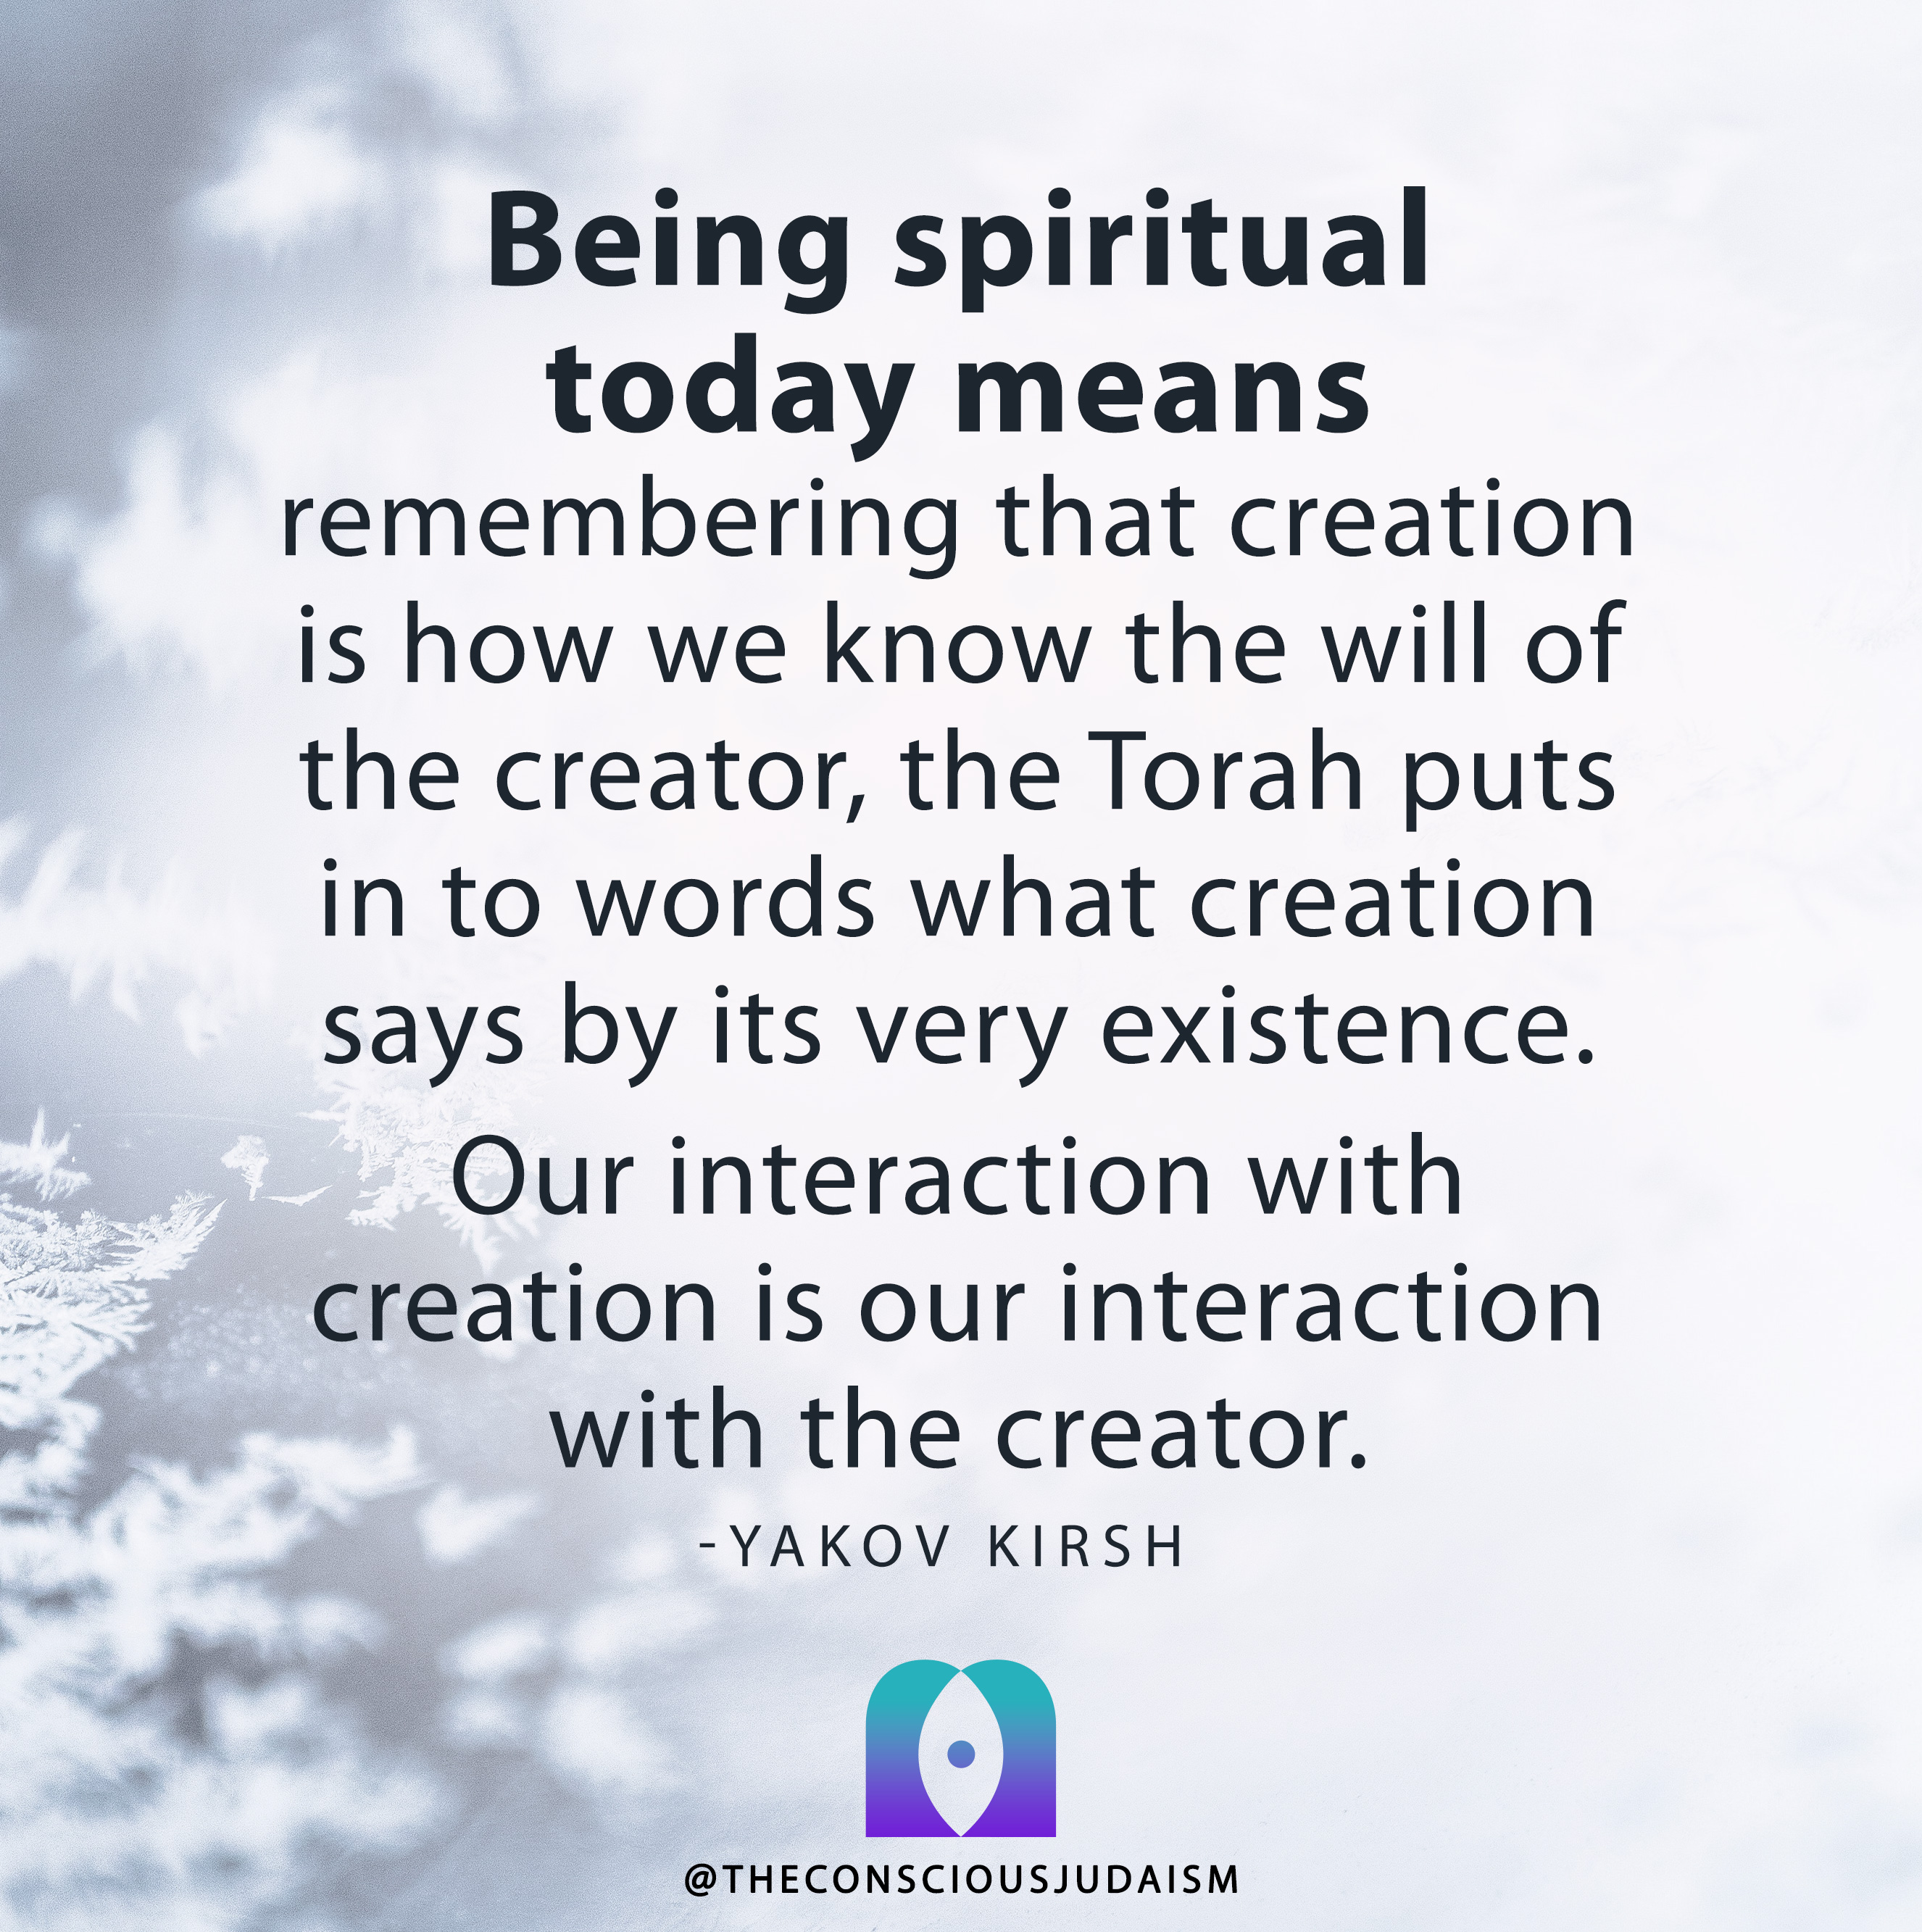 Being spiritual
today means
remembering that creation
is how we know the will of
the creator, the Torah puts
in to words what creation
says by its very existence.
Our interaction with
creation is our interaction
with the creator.
-YAKOV KIRSH
@THECONSCIOUSJUDAISM